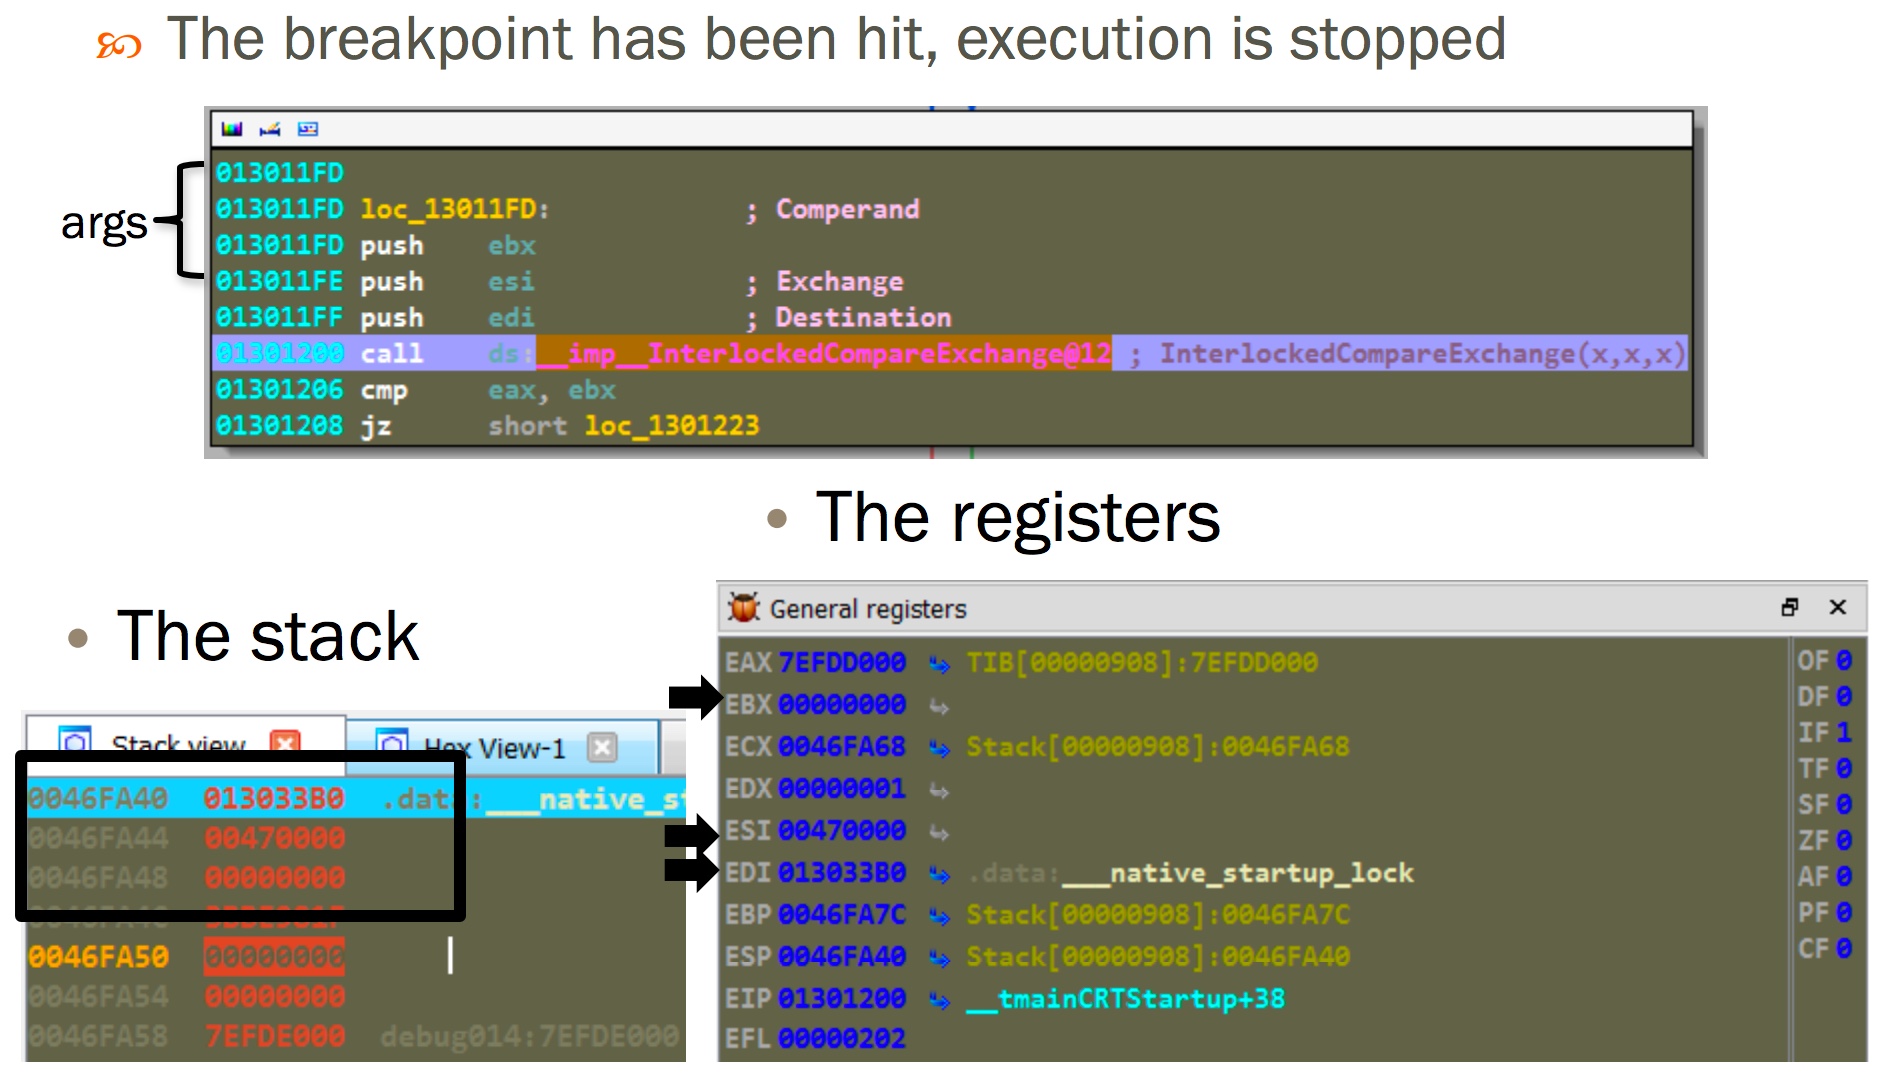 The breakpoint has been hit, execution is stopped
args
013011FD
013011FD loc_13011FD: ; Comperand
013011FD push ebx
013011FE push esi ; Exchange
013011FF push edi ; Destination
01301200 call ds:__imp__InterlockedCompareExchange@12 ; InterlockedCompareExchange(x,x,x)
01301206 cmp eax, ebx
01301208 jz short loc_1301223
• The registers
• The stack
Stack view Hex View-1
0046FA40 013033B0 .data:___native_st
0046FA44 00470000
0046FA48 00000000
0046FA50 00000000
0046FA54 00000000
0046FA58 7EFDE000 debug014:7EFDE000
General registers
EAX 7EFDD000 TIB[00000908]:7EFDD000 OF 0
EBX 00000000 DF 0
ECX 0046FA68 Stack[00000908]:0046FA68 IF 1
EDX 00000001 TF 0
ESI 00470000 SF 0
EDI 013033B0 .data:___native_startup_lock ZF 0
EBP 0046FA7C Stack[00000908]:0046FA7C AF 0
ESP 0046FA40 Stack[00000908]:0046FA40 PF 0
EIP 01301200 __tmainCRTStartup+38 CF 0
EFL 00000202